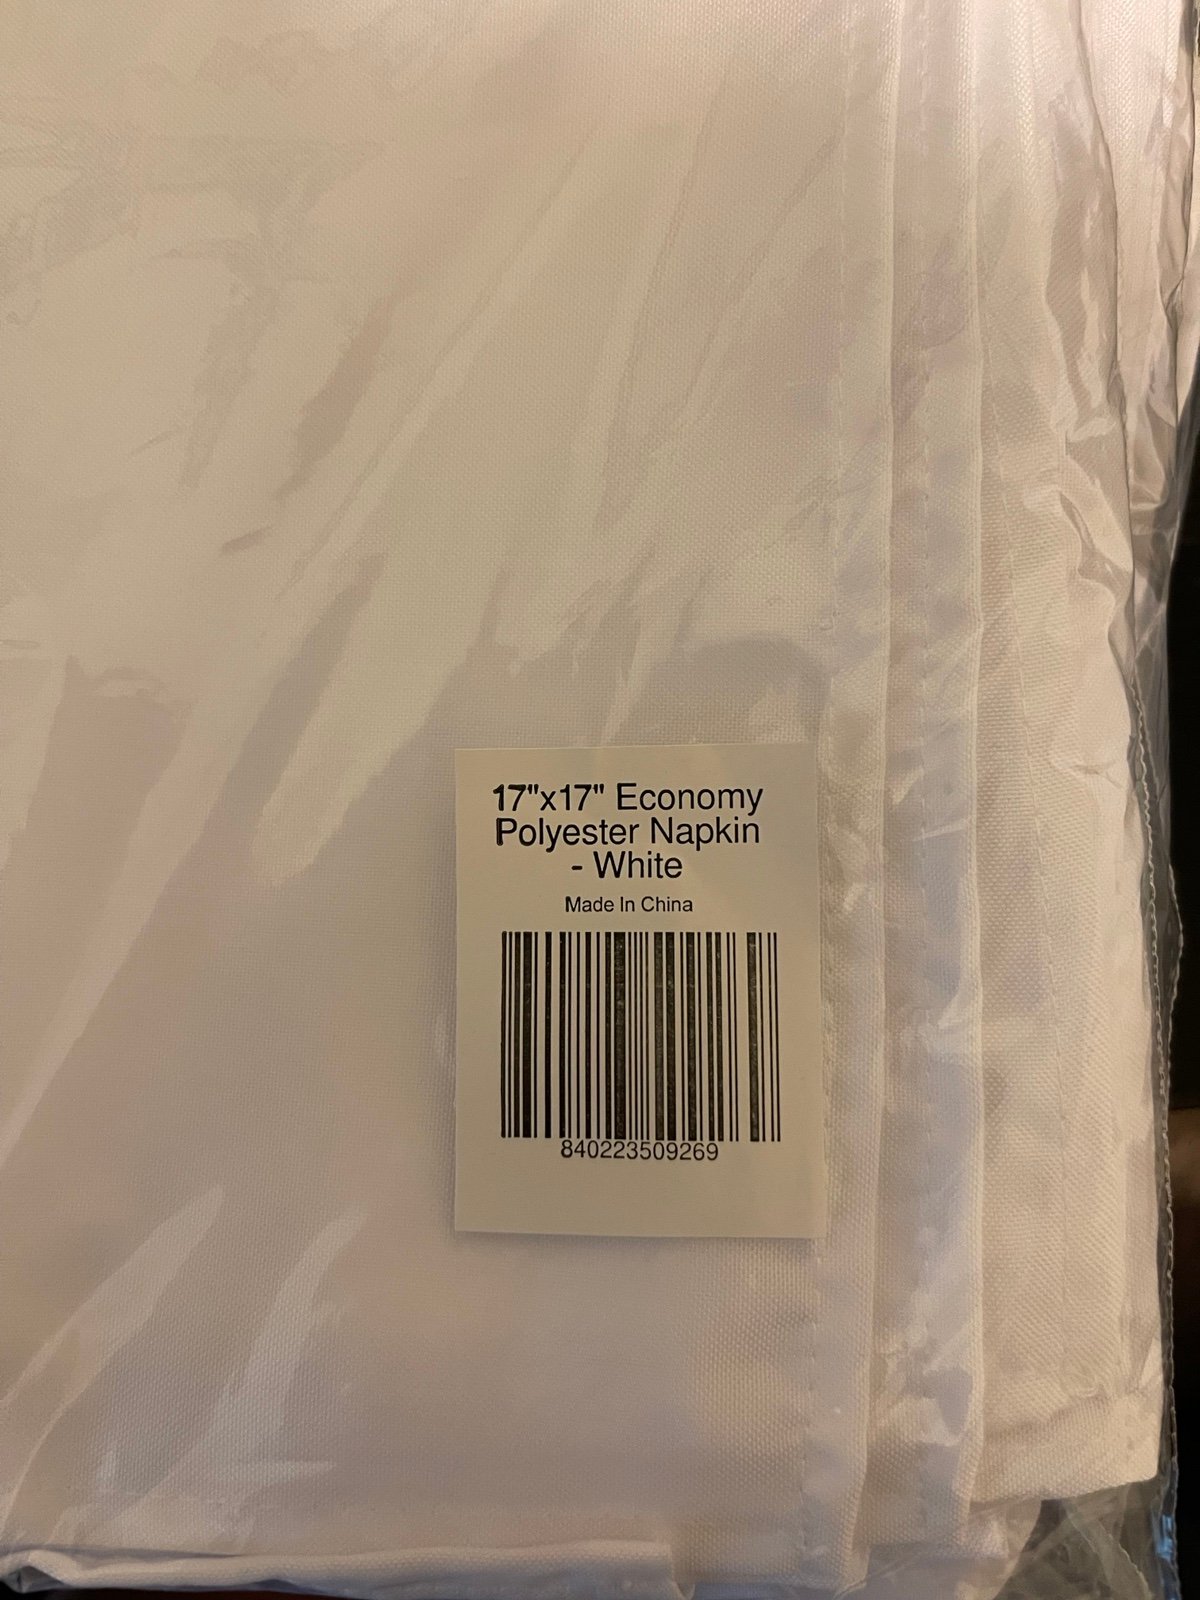 17"x17" Economy
Polyester Napkin
- White
Made In China
840223509269